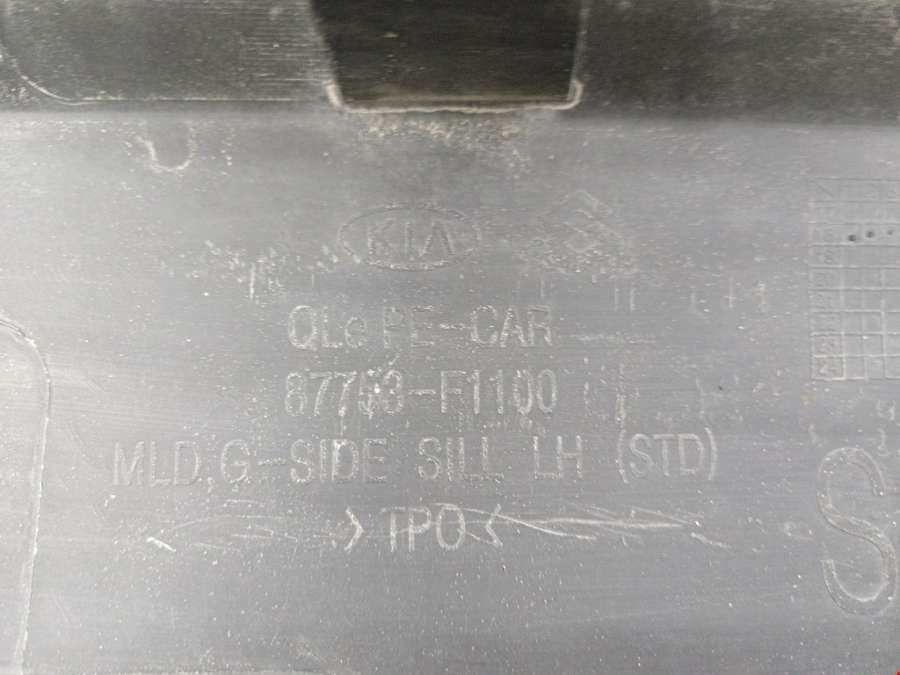 KIA
QLe PE-CAR
87753-F1100
MLD,G-SIDE SILL LH (STD)
>TPO<
S